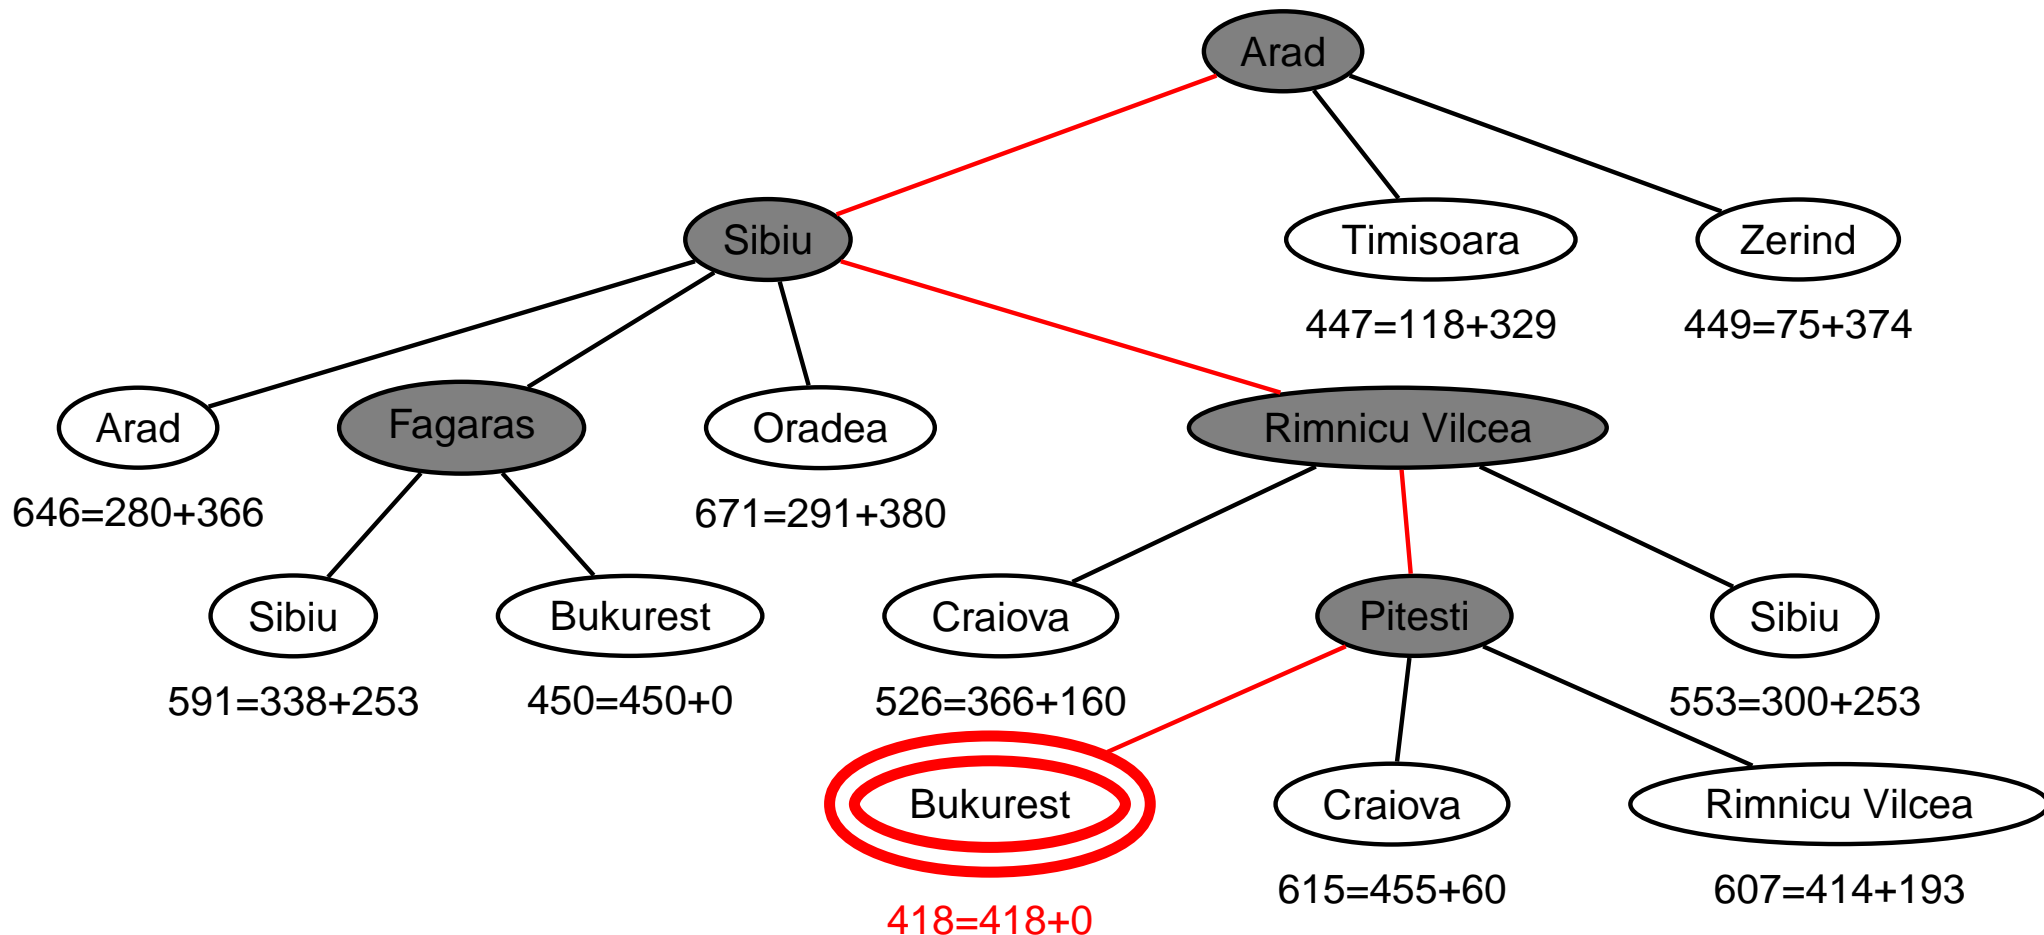 Arad
Sibiu
Timisoara
Zerind
447=118+329
449=75+374
Arad
Fagaras
Oradea
Rimnicu Vilcea
646=280+366
671=291+380
Sibiu
Bukurest
Craiova
Pitesti
Sibiu
591=338+253
450=450+0
526=366+160
553=300+253
Bukurest
Craiova
Rimnicu Vilcea
418=418+0
615=455+60
607=414+193